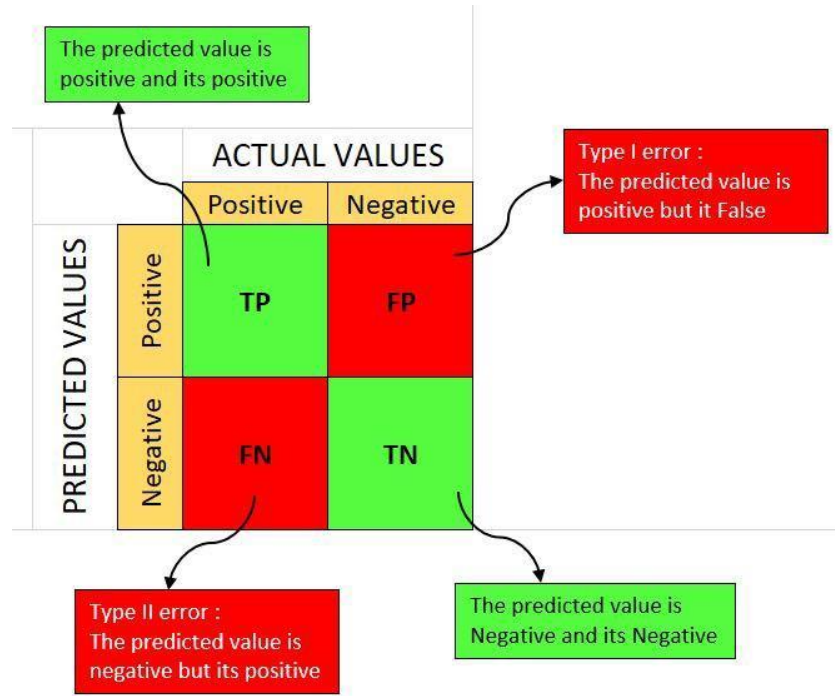 The predicted value is
positive and its positive
ACTUAL VALUES
Type I error :
The predicted value is
positive but it False
Positive
Negative
PREDICTED VALUES
Positive
TP
FP
Negative
FN
TN
Type II error :
The predicted value is
negative but its positive
The predicted value is
Negative and its Negative